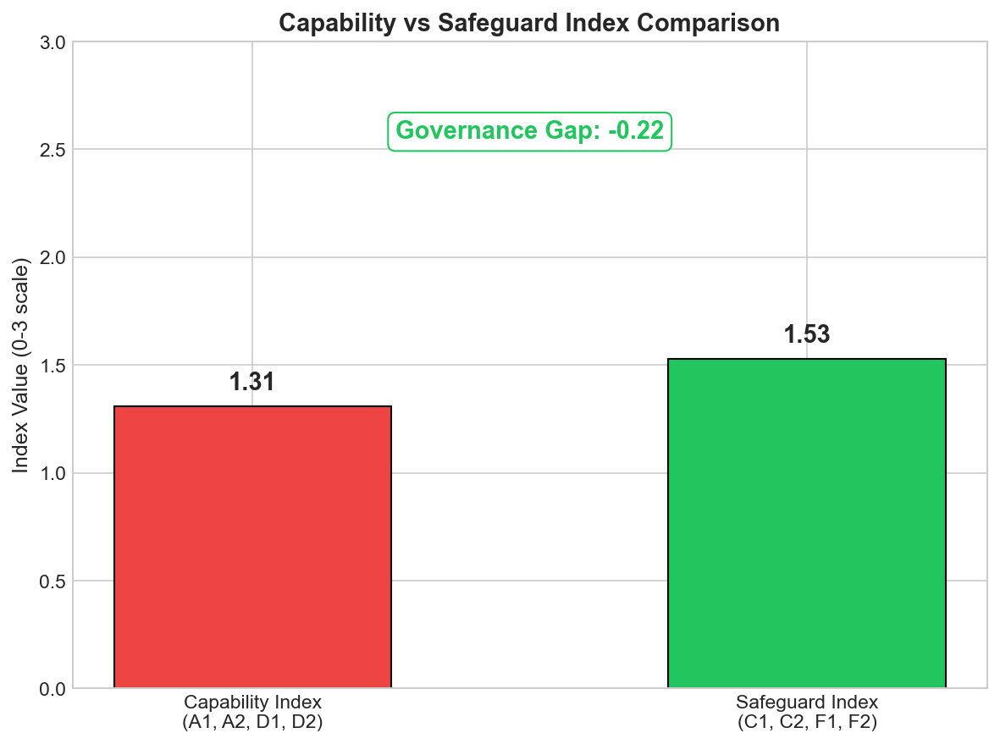 Capability vs Safeguard Index Comparison
3.0
2.5
2.0
1.5
1.0
0.5
0.0
Index Value (0-3 scale)
Governance Gap: -0.22
1.31
1.53
Capability Index
(A1, A2, D1, D2)
Safeguard Index
(C1, C2, F1, F2)